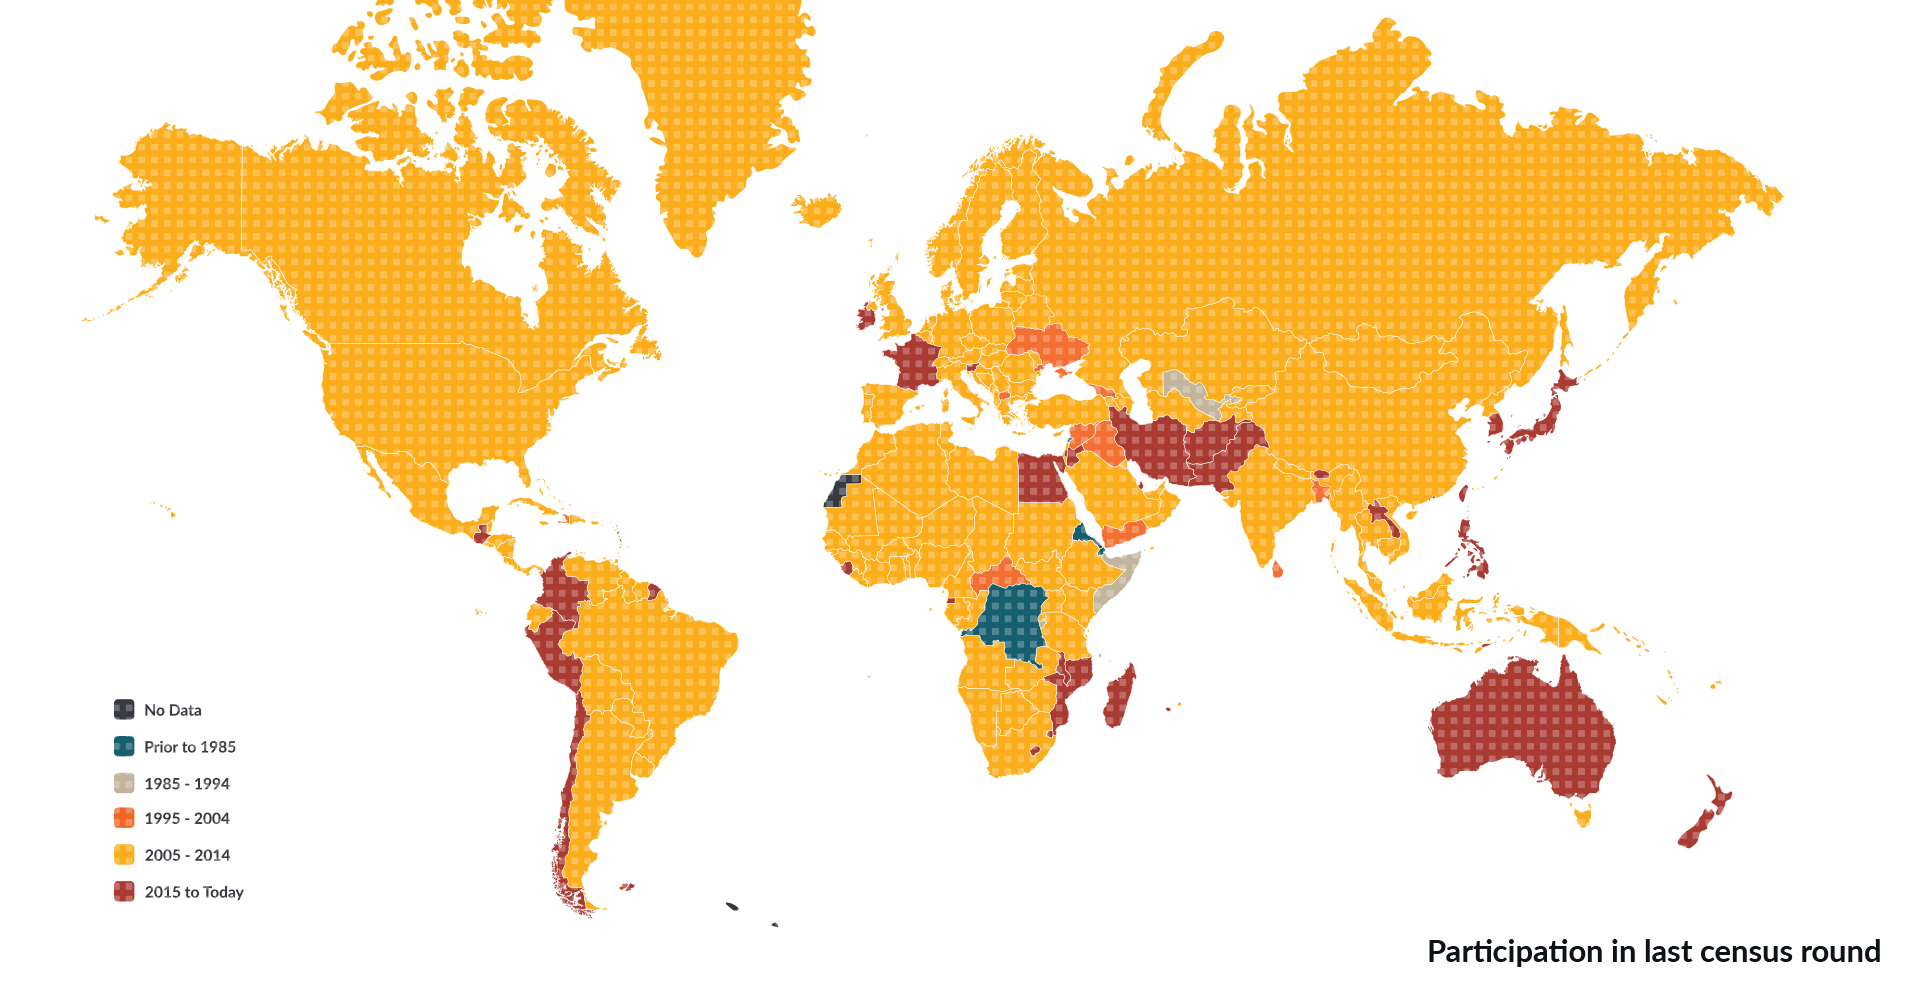 No Data
Prior to 1985
1985 - 1994
1995 - 2004
2005 - 2014
2015 to Today
Participation in last census round